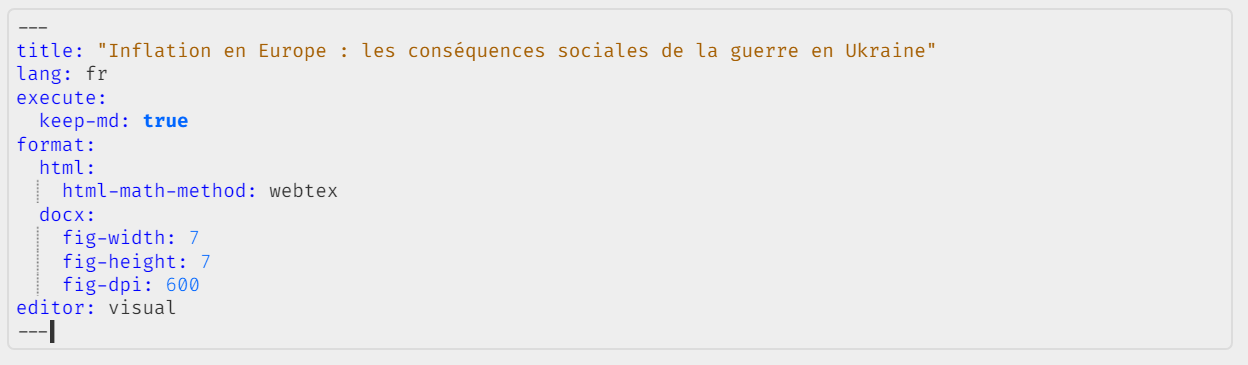 ---
title: "Inflation en Europe : les conséquences sociales de la guerre en Ukraine"
lang: fr
execute:
  keep-md: true
format:
  html:
    html-math-method: webtex
  docx:
    fig-width: 7
    fig-height: 7
    fig-dpi: 600
editor: visual
---